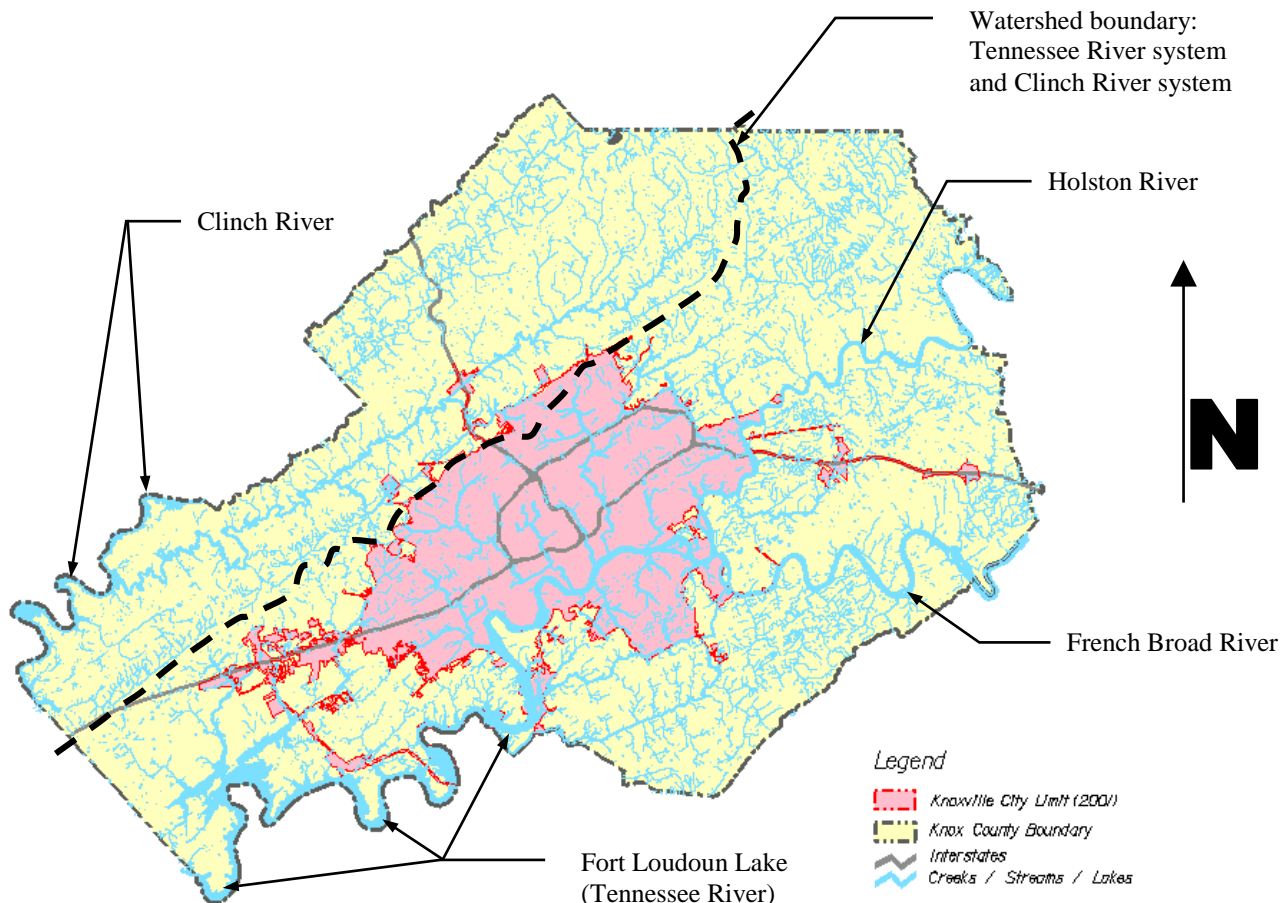 Watershed boundary:
Tennessee River system
and Clinch River system
Holston River
Clinch River
N
French Broad River
Legend
Knoxville City Limit (2001)
Knox County Boundary
Interstates
Creeks / Streams / Lakes
Fort Loudoun Lake
(Tennessee River)